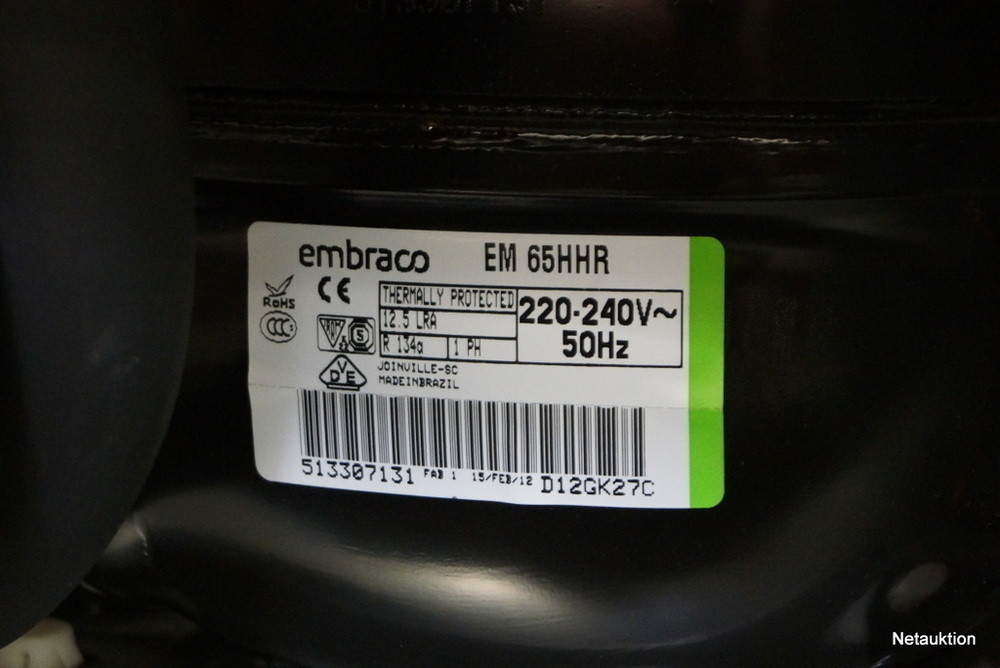 embraco EM 65HHR
RoHS
CE
THERMALLY PROTECTED
12.5 LRA
R 134a 1 PH
220-240V~
50Hz
CCC
S
VDE
JOINVILLE-SC
MADEINBRAZIL
513307131 FAB 1 15/FEB/12 D12GK27C
Netauktion